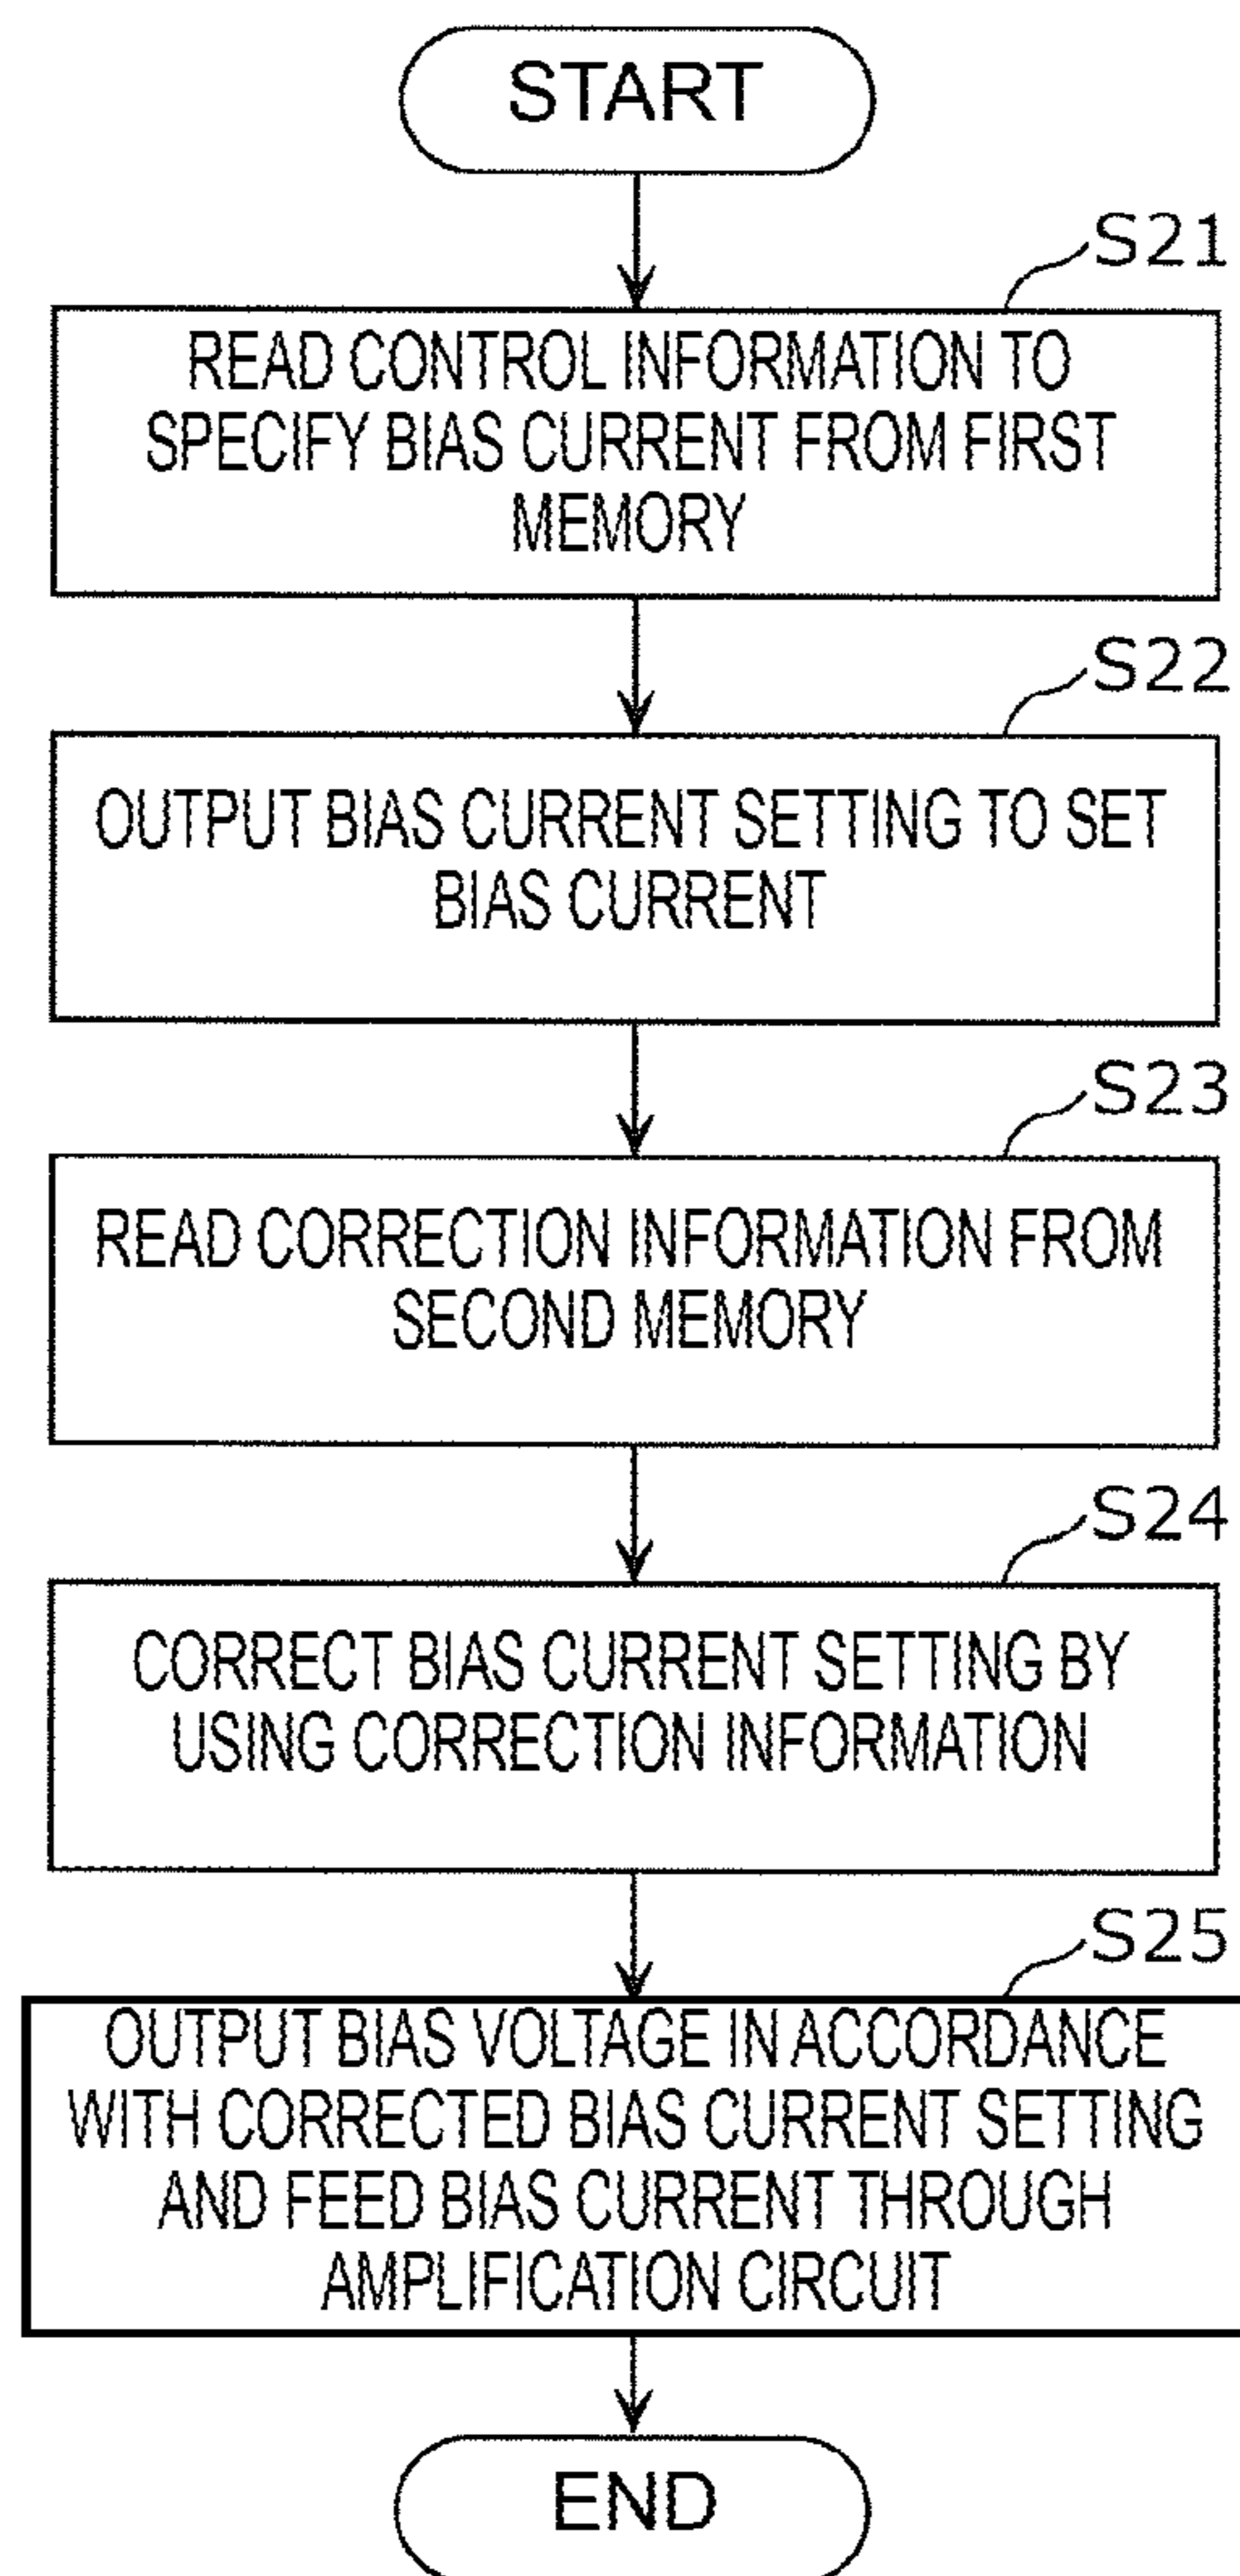 START
S21
READ CONTROL INFORMATION TO
SPECIFY BIAS CURRENT FROM FIRST
MEMORY
S22
OUTPUT BIAS CURRENT SETTING TO SET
BIAS CURRENT
S23
READ CORRECTION INFORMATION FROM
SECOND MEMORY
S24
CORRECT BIAS CURRENT SETTING BY
USING CORRECTION INFORMATION
S25
OUTPUT BIAS VOLTAGE IN ACCORDANCE
WITH CORRECTED BIAS CURRENT SETTING
AND FEED BIAS CURRENT THROUGH
AMPLIFICATION CIRCUIT
END